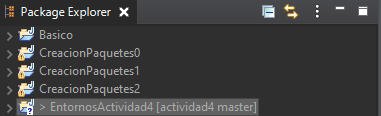 Package Explorer
Basico
CreacionPaquetes0
CreacionPaquetes1
CreacionPaquetes2
> EntornosActividad4 [actividad4 master]